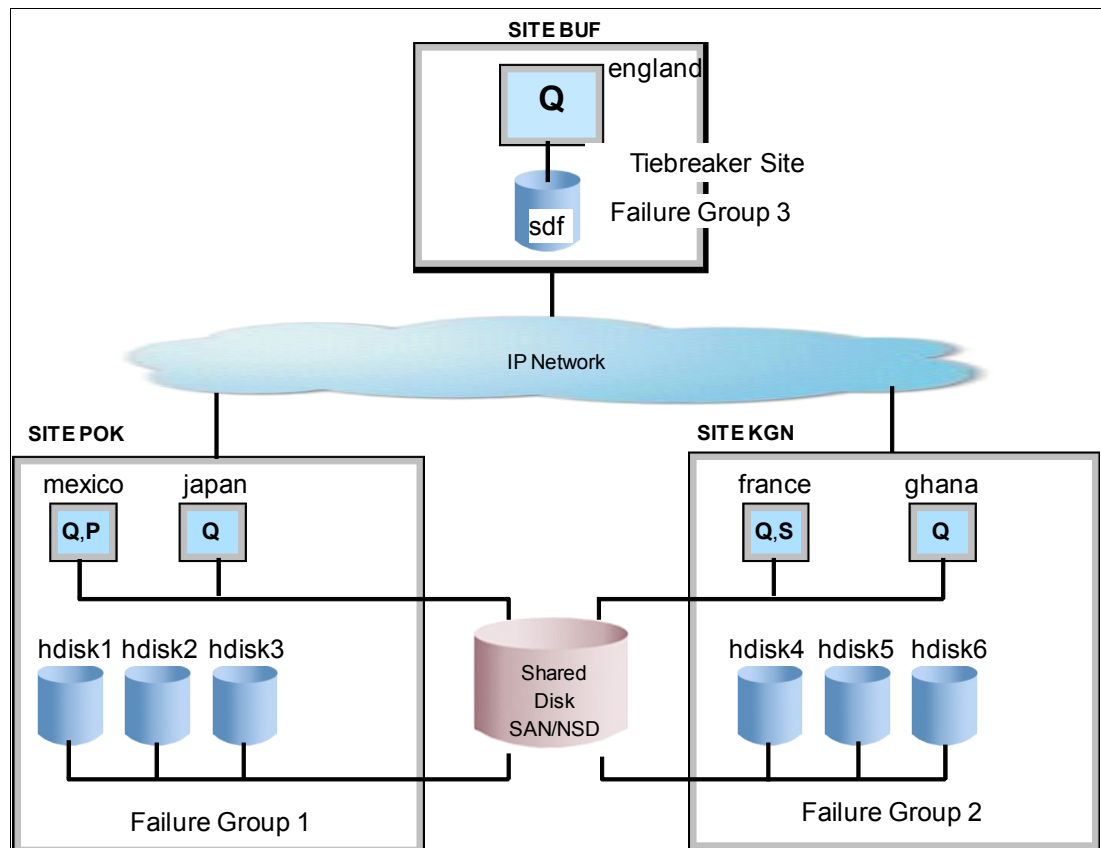 SITE BUF
england
Q
Tiebreaker Site
Failure Group 3
sdf
IP Network
SITE POK
SITE KGN
mexico
japan
france
ghana
Q,P
Q
Q,S
Q
hdisk1
hdisk2
hdisk3
Shared
Disk
SAN/NSD
hdisk4
hdisk5
hdisk6
Failure Group 1
Failure Group 2